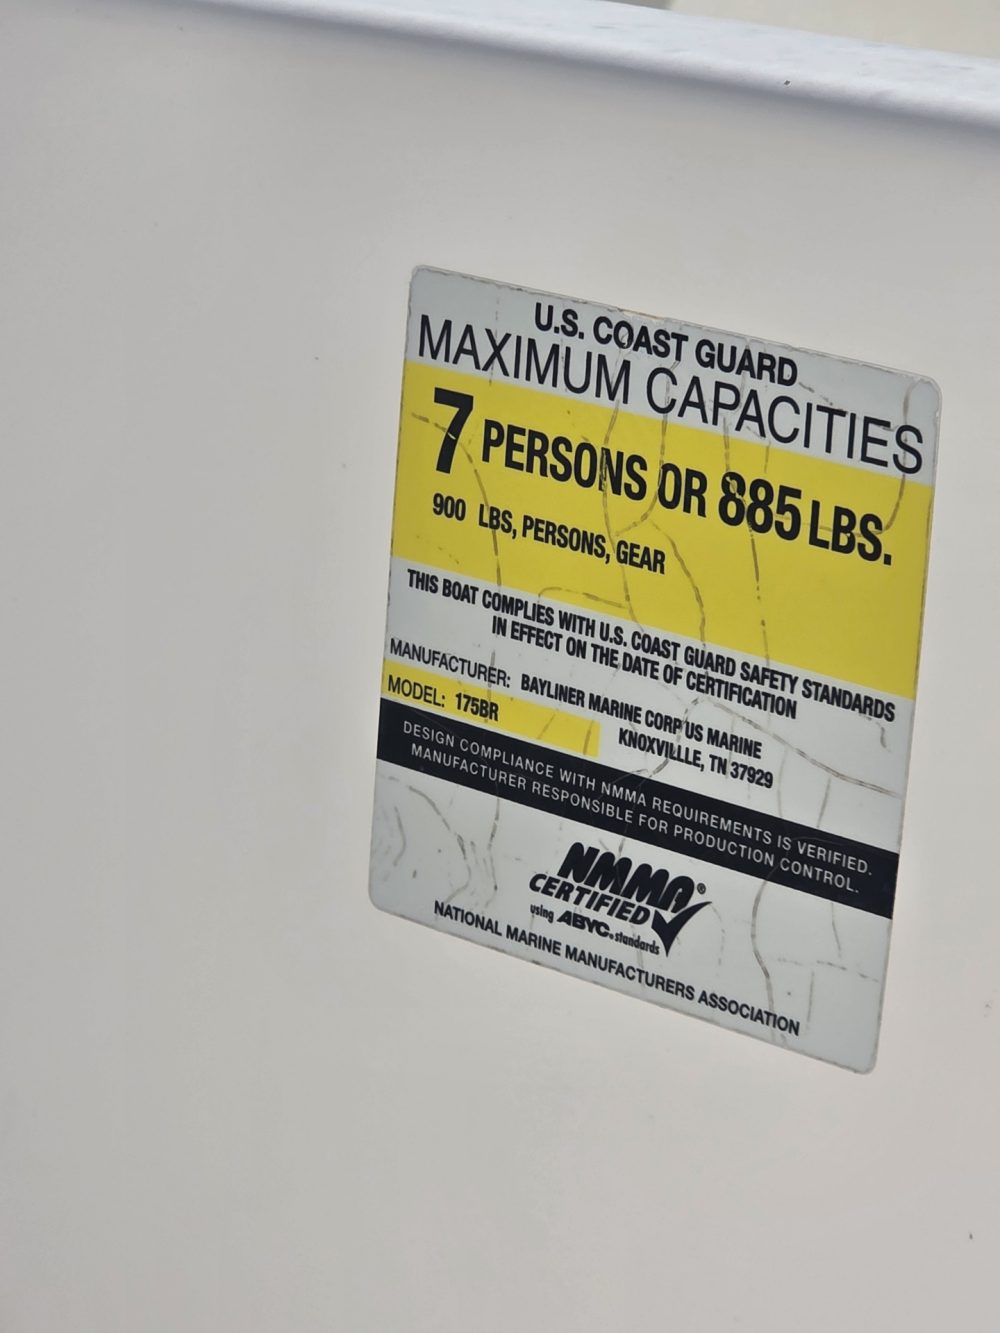 U.S. COAST GUARD
MAXIMUM CAPACITIES
7 PERSONS OR 885 LBS.
900 LBS, PERSONS, GEAR
THIS BOAT COMPLIES WITH U.S. COAST GUARD SAFETY STANDARDS
IN EFFECT ON THE DATE OF CERTIFICATION
MANUFACTURER: BAYLINER MARINE CORP US MARINE
KNOXVILLLE, TN 37929
MODEL: 175BR
DESIGN COMPLIANCE WITH NMMA REQUIREMENTS IS VERIFIED.
MANUFACTURER RESPONSIBLE FOR PRODUCTION CONTROL.
NMMA®
CERTIFIED
using ABYC® standards
NATIONAL MARINE MANUFACTURERS ASSOCIATION